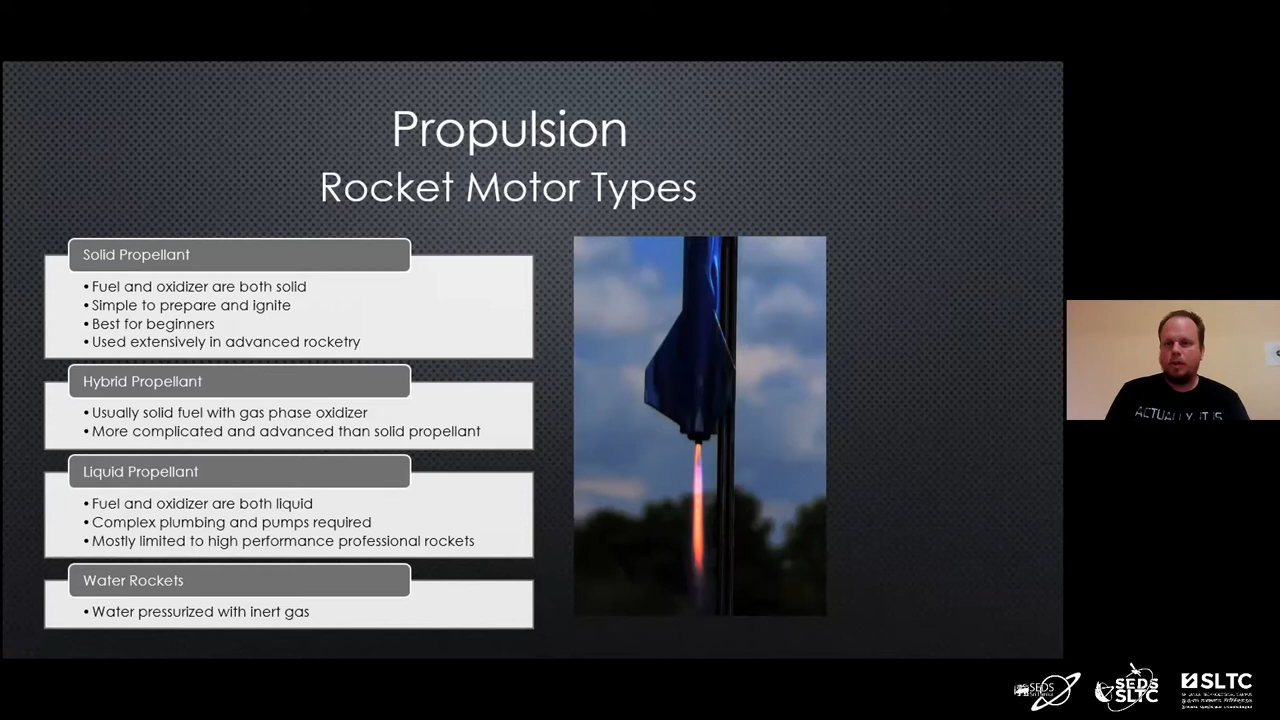 Propulsion
Rocket Motor Types
Solid Propellant
• Fuel and oxidizer are both solid
• Simple to prepare and ignite
• Best for beginners
• Used extensively in advanced rocketry
Hybrid Propellant
• Usually solid fuel with gas phase oxidizer
• More complicated and advanced than solid propellant
Liquid Propellant
• Fuel and oxidizer are both liquid
• Complex plumbing and pumps required
• Mostly limited to high performance professional rockets
Water Rockets
• Water pressurized with inert gas
ACTUALLY, IT IS
SEDS
SEDS
SLTC
SLTC